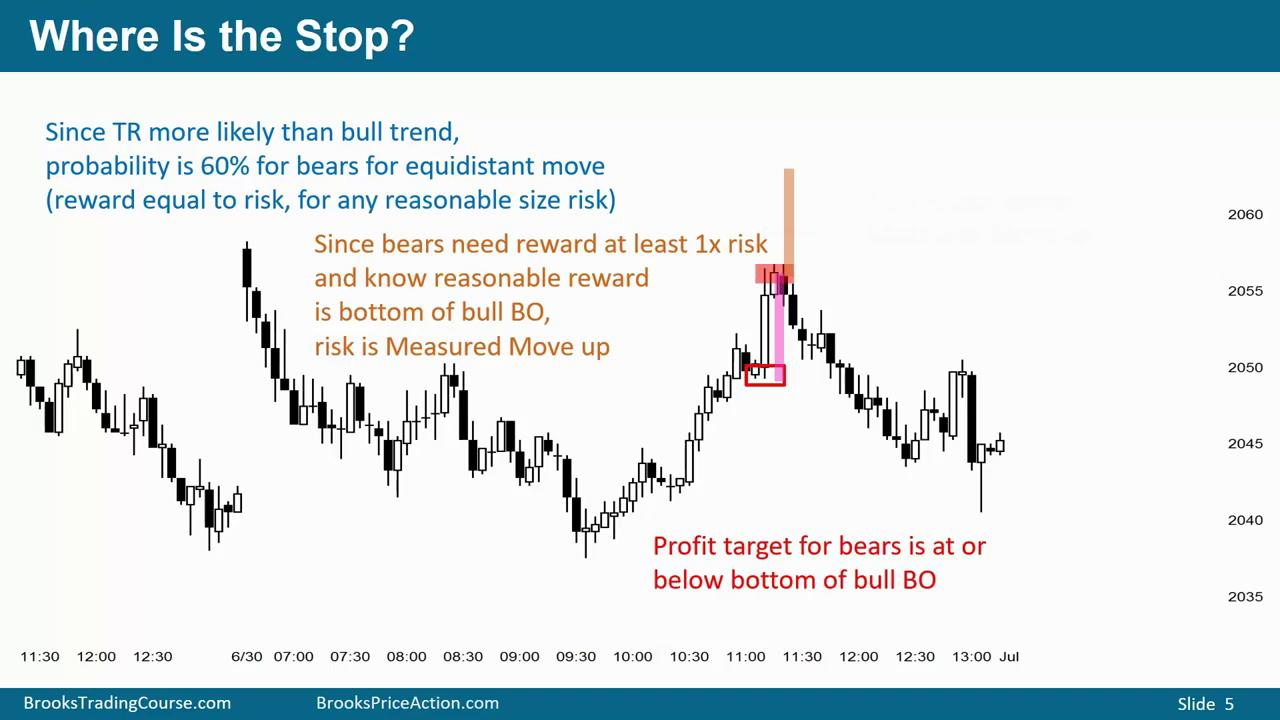 Where Is the Stop?
Since TR more likely than bull trend,
probability is 60% for bears for equidistant move
(reward equal to risk, for any reasonable size risk)
Since bears need reward at least 1x risk
and know reasonable reward
is bottom of bull BO,
risk is Measured Move up
2060
2055
2050
2045
2040
2035
Profit target for bears is at or
below bottom of bull BO
11:30 12:00 12:30 6/30 07:00 07:30 08:00 08:30 09:00 09:30 10:00 10:30 11:00 11:30 12:00 12:30 13:00 Jul
BrooksTradingCourse.com BrooksPriceAction.com Slide 5